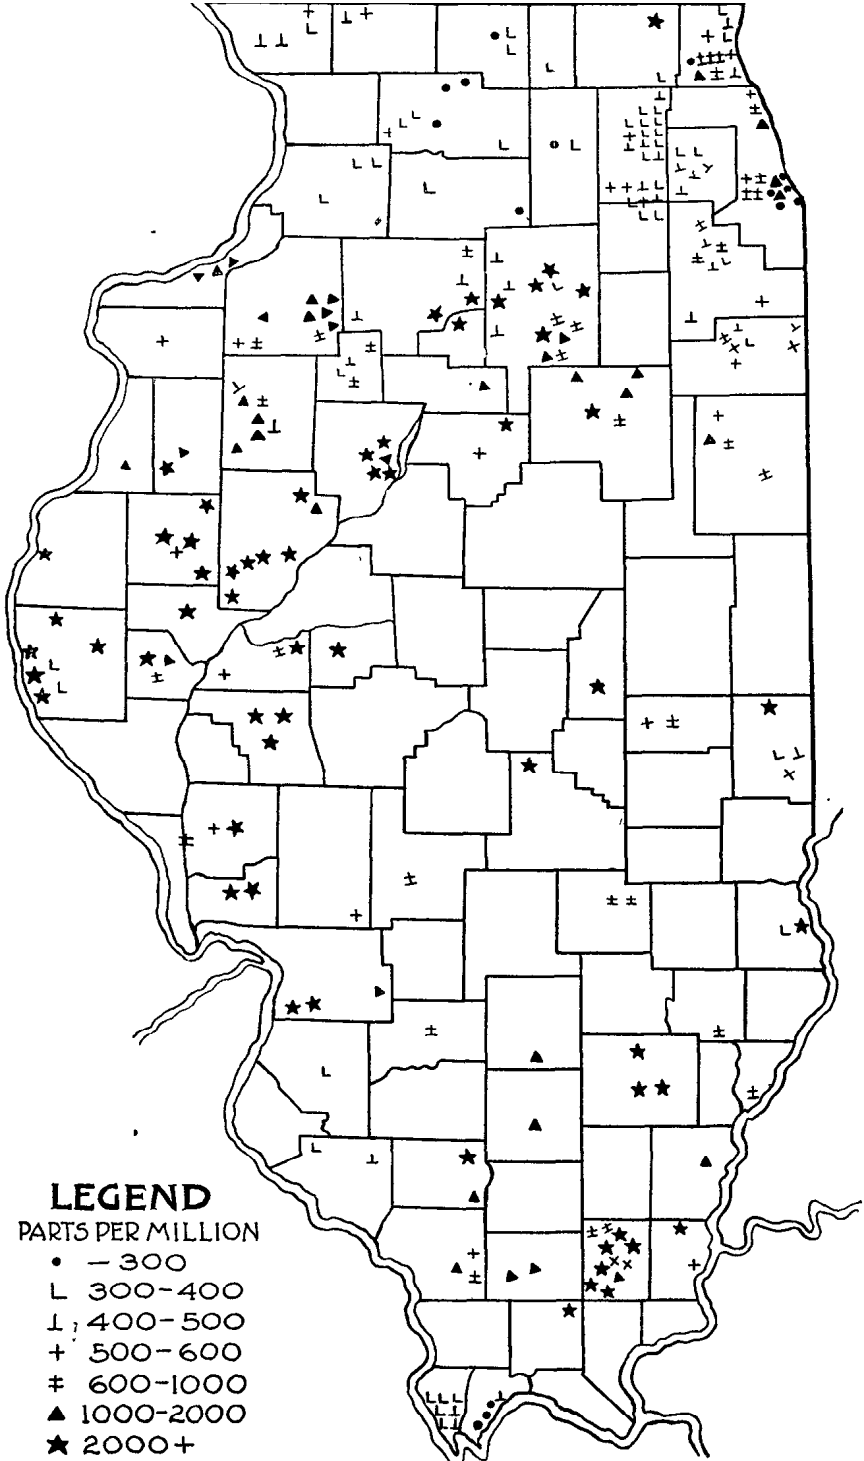 LEGEND
PARTS PER MILLION
● — 300
L 300-400
⊥ 400-500
+ 500-600
‡ 600-1000
▲ 1000-2000
★ 2000+